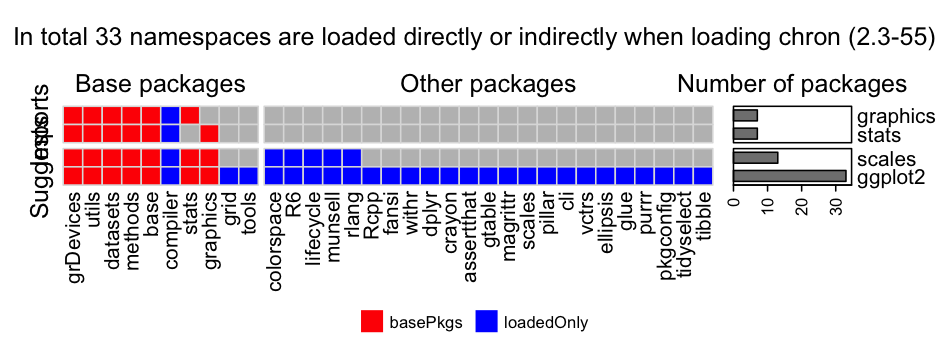 In total 33 namespaces are loaded directly or indirectly when loading chron (2.3-55)
Base packages
Other packages
Number of packages
Imports
Suggests
graphics
stats
scales
ggplot2
grDevices
utils
datasets
methods
base
compiler
stats
graphics
grid
tools
colorspace
R6
lifecycle
munsell
rlang
Rcpp
fansi
withr
dplyr
crayon
assertthat
gtable
magrittr
scales
pillar
cli
vctrs
ellipsis
glue
purrr
pkgconfig
tidyselect
tibble
0
10
20
30
basePkgs
loadedOnly